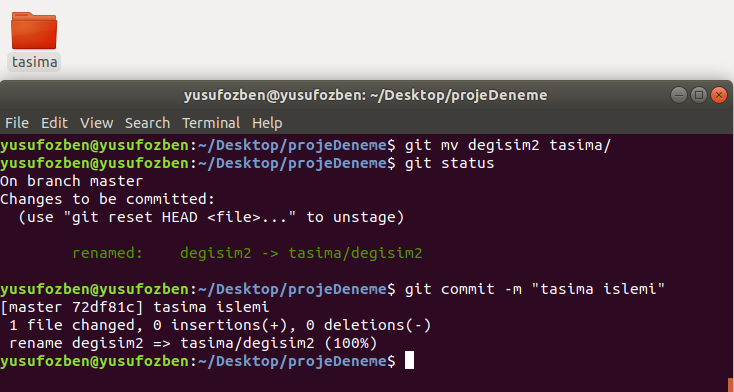 tasima
yusufozben@yusufozben: ~/Desktop/projeDeneme
File Edit View Search Terminal Help
yusufozben@yusufozben:~/Desktop/projeDeneme$ git mv degisim2 tasima/
yusufozben@yusufozben:~/Desktop/projeDeneme$ git status
On branch master
Changes to be committed:
  (use "git reset HEAD <file>..." to unstage)
        renamed:    degisim2 -> tasima/degisim2
yusufozben@yusufozben:~/Desktop/projeDeneme$ git commit -m "tasima islemi"
[master 72df81c] tasima islemi
 1 file changed, 0 insertions(+), 0 deletions(-)
 rename degisim2 => tasima/degisim2 (100%)
yusufozben@yusufozben:~/Desktop/projeDeneme$